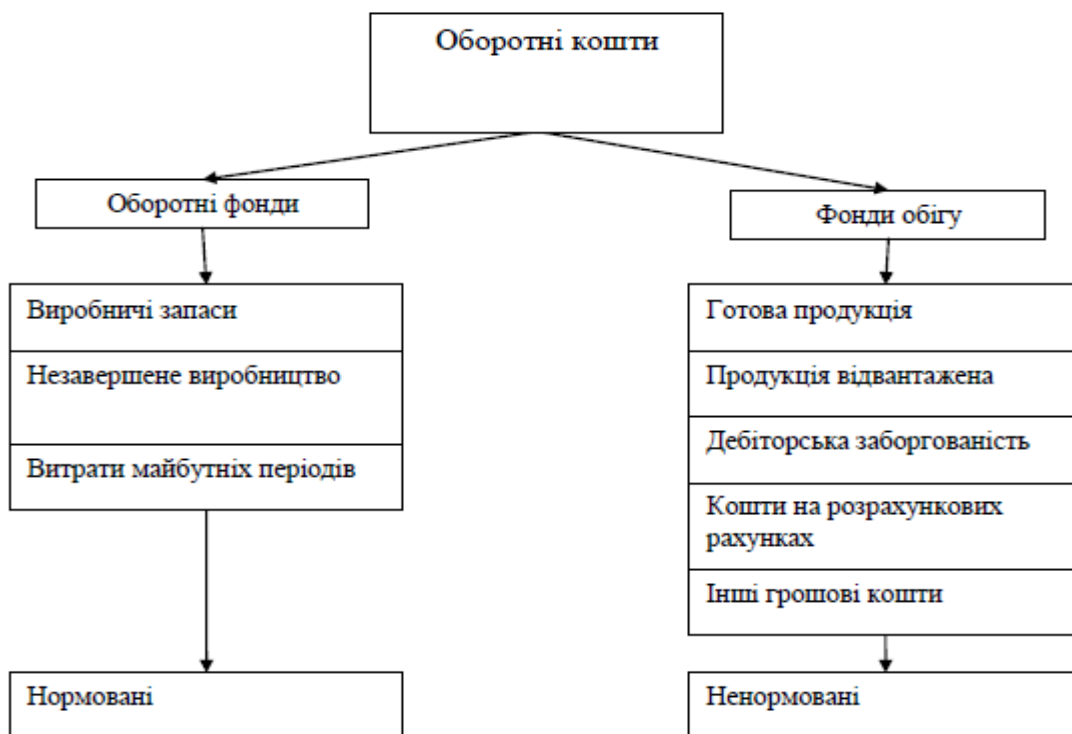 Оборотні кошти
Оборотні фонди
Фонди обігу
Виробничі запаси
Незавершене виробництво
Витрати майбутніх періодів
Нормовані
Готова продукція
Продукція відвантажена
Дебіторська заборгованість
Кошти на розрахункових
рахунках
Інші грошові кошти
Ненормовані